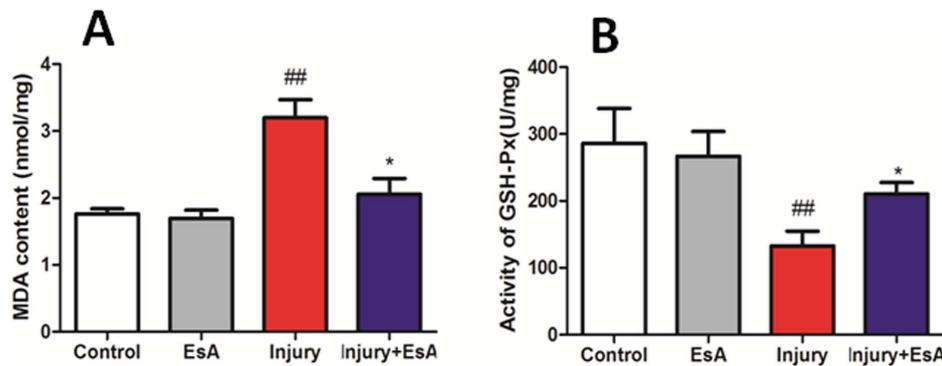 A
MDA content (nmol/mg)
4
3
2
1
0
##
*
Control EsA Injury Injury+EsA
B
Activity of GSH-Px(U/mg)
400
300
200
100
0
##
*
Control EsA Injury Injury+EsA